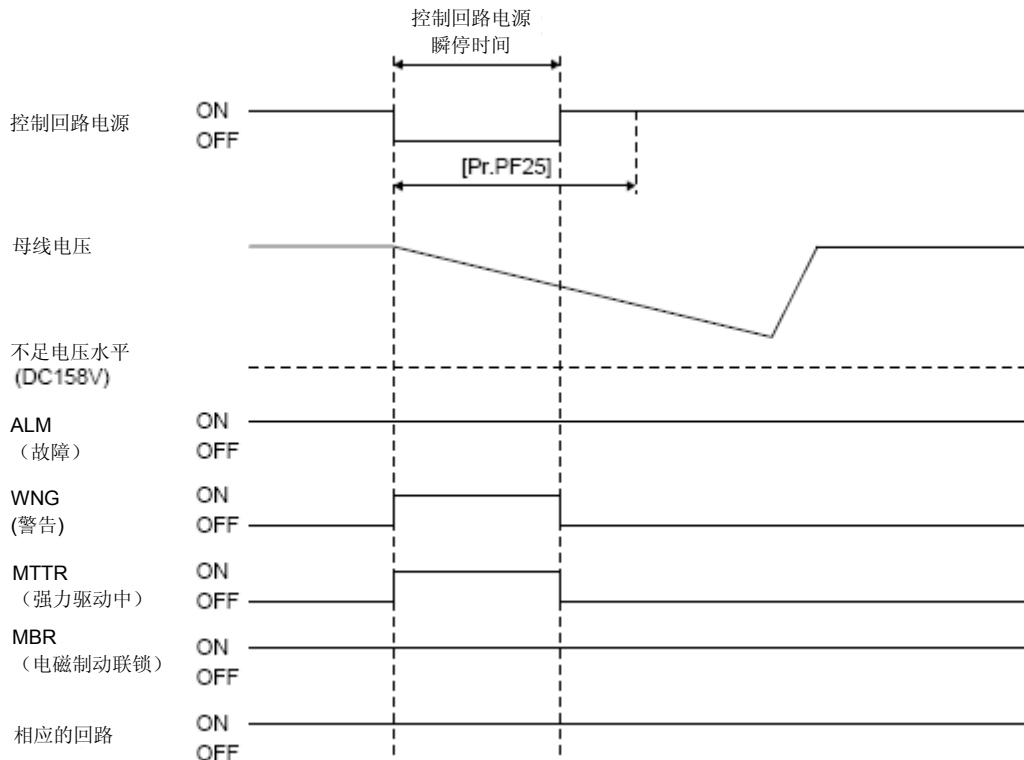 控制回路电源
瞬停时间
控制回路电源
ON
OFF
[Pr.PF25]
母线电压
不足电压水平
(DC158V)
ALM
（故障）
ON
OFF
WNG
(警告)
ON
OFF
MTTR
（强力驱动中）
ON
OFF
MBR
（电磁制动联锁）
ON
OFF
相应的回路
ON
OFF